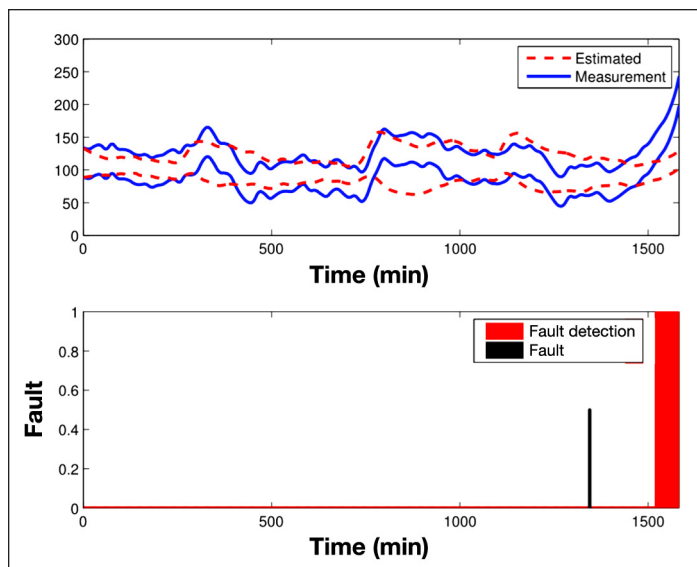 300
250
200
150
100
50
0
Estimated
Measurement
0 500 1000 1500
Time (min)
1
0.8
0.6
0.4
0.2
0
Fault detection
Fault
Fault
0 500 1000 1500
Time (min)